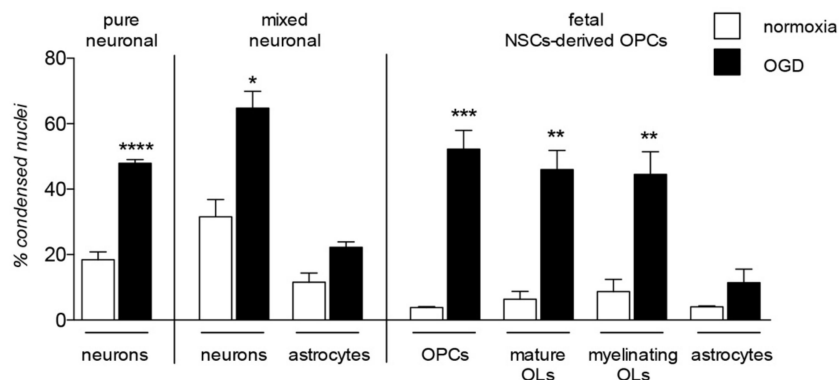 pure
neuronal
mixed
neuronal
fetal
NSCs-derived OPCs
normoxia
OGD
% condensed nuclei
80
60
40
20
0
****
*
***
**
**
neurons
neurons
astrocytes
OPCs
mature
OLs
myelinating
OLs
astrocytes